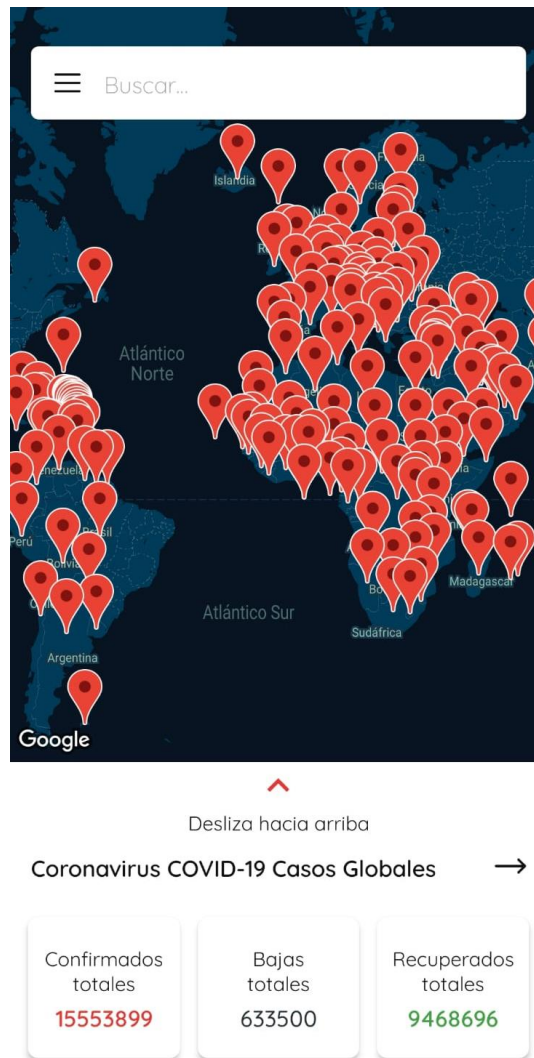 Buscar...
Islandia
Atlántico
Norte
Perú
Brasil
Bolivia
Atlántico Sur
Madagascar
Sudáfrica
Argentina
Google
Desliza hacia arriba
Coronavirus COVID-19 Casos Globales
Confirmados
totales
15553899
Bajas
totales
633500
Recuperados
totales
9468696